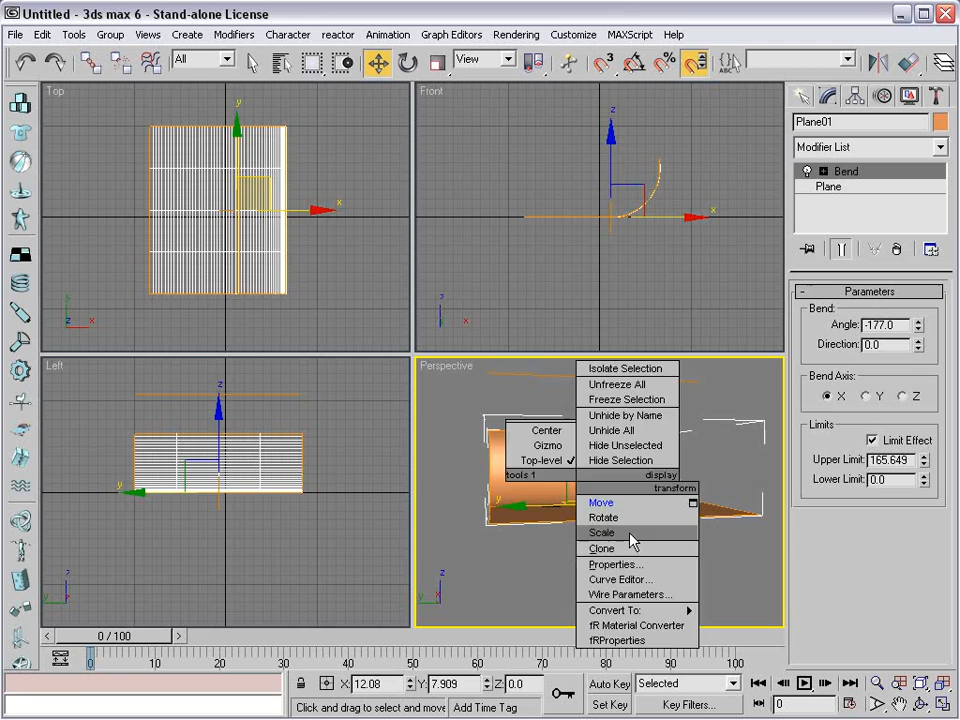 Untitled - 3ds max 6 - Stand-alone License
File Edit Tools Group Views Create Modifiers Character reactor Animation Graph Editors Rendering Customize MAXScript Help
All View
Top
y
x
z x
Front
z
x
z
x
Plane01
Modifier List
Bend
Plane
Parameters
Bend:
Angle: -177.0
Direction: 0.0
Bend Axis:
X Y Z
Limits
Limit Effect
Upper Limit: 165.649
Lower Limit: 0.0
Left
z
y
z
y
Perspective
y
z
y
Isolate Selection
Unfreeze All
Freeze Selection
Unhide by Name
Unhide All
Hide Unselected
Hide Selection
display
Center
Gizmo
Top-level
tools 1
transform
Move
Rotate
Scale
Clone
Properties...
Curve Editor...
Wire Parameters...
Convert To:
fR Material Converter
fRProperties
0 / 100
0 10 20 30 40 50 60 70 80 90 100
X: 12.08 Y: 7.909 Z: 0.0
Auto Key Selected
Click and drag to select and move Add Time Tag
Set Key Key Filters... 0